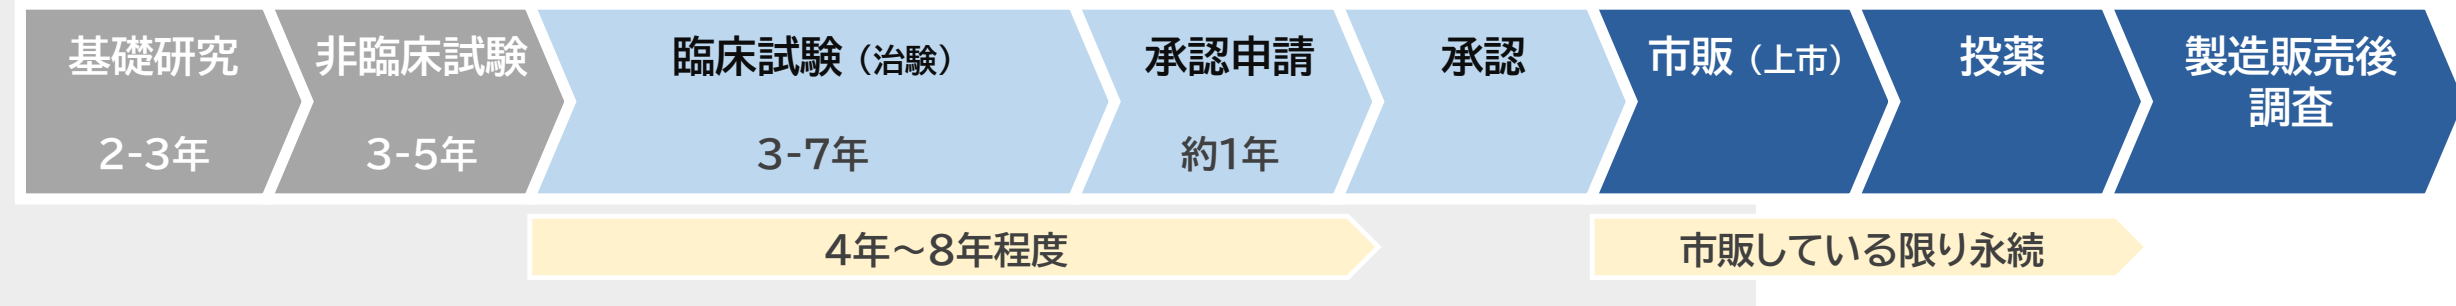 基礎研究
2-3年
非臨床試験
3-5年
臨床試験（治験）
3-7年
承認申請
約1年
承認
市販（上市）
投薬
製造販売後
調査
4年～8年程度
市販している限り永続